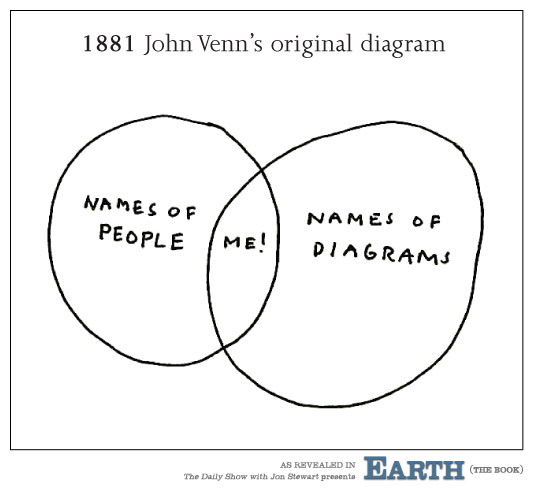 1881 John Venn's original diagram
NAMES OF
PEOPLE
ME!
NAMES OF
DIAGRAMS
AS REVEALED IN
The Daily Show with Jon Stewart presents
EARTH (THE BOOK)